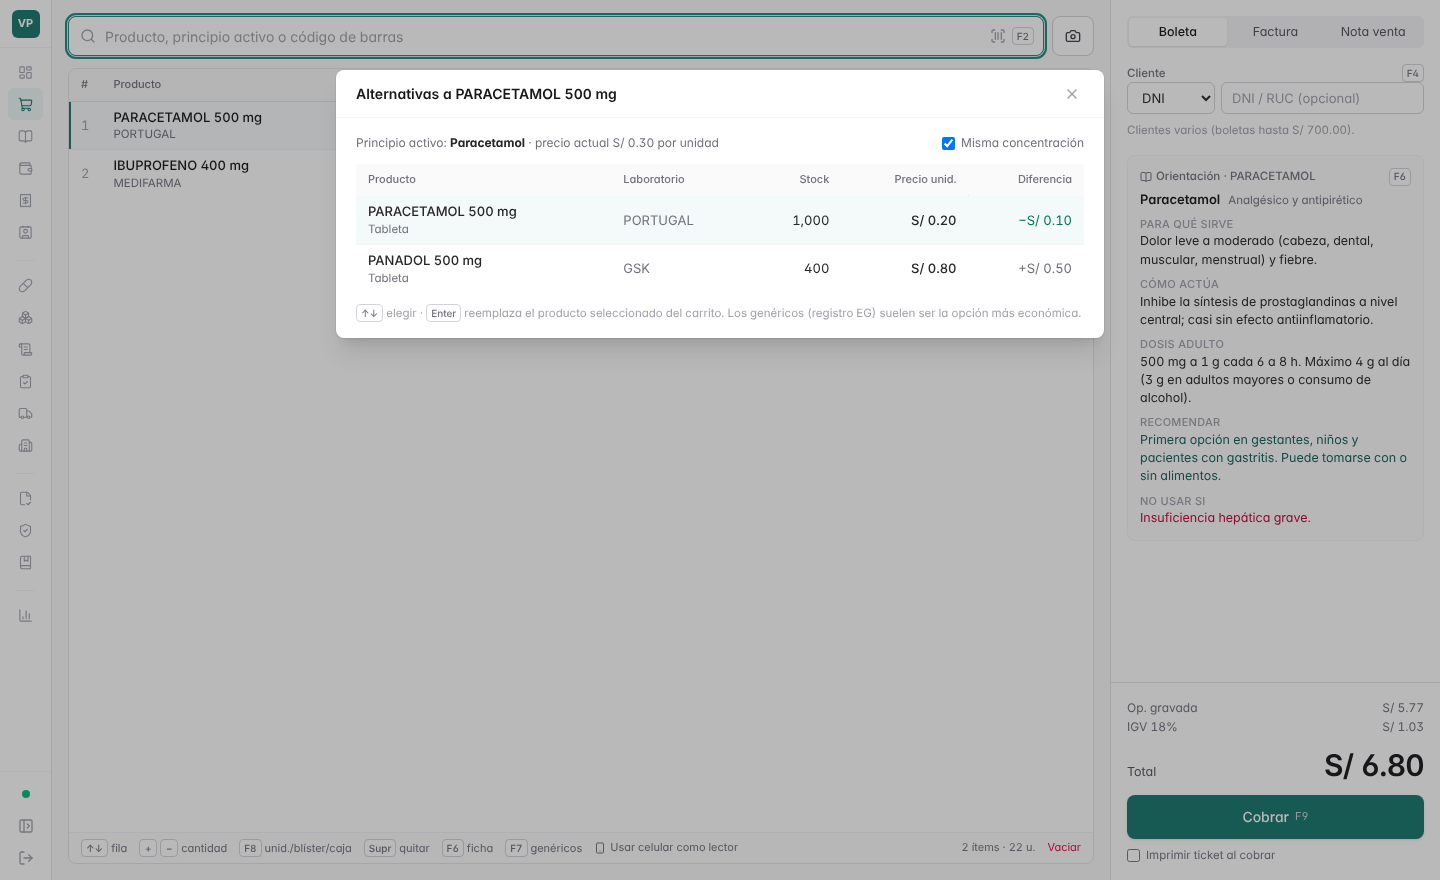 VP
Producto, principio activo o código de barras
F2
# Producto
1 PARACETAMOL 500 mg
PORTUGAL
2 IBUPROFENO 400 mg
MEDIFARMA
Alternativas a PARACETAMOL 500 mg
Principio activo: Paracetamol · precio actual S/ 0.30 por unidad
Misma concentración
Producto Laboratorio Stock Precio unid. Diferencia
PARACETAMOL 500 mg
Tableta
PORTUGAL 1,000 S/ 0.20 −S/ 0.10
PANADOL 500 mg
Tableta
GSK 400 S/ 0.80 +S/ 0.50
↑↓ elegir · Enter reemplaza el producto seleccionado del carrito. Los genéricos (registro EG) suelen ser la opción más económica.
↑↓ fila + − cantidad F8 unid./blíster/caja Supr quitar F6 ficha F7 genéricos Usar celular como lector
2 ítems · 22 u. Vaciar
Boleta Factura Nota venta
Cliente F4
DNI DNI / RUC (opcional)
Clientes varios (boletas hasta S/ 700.00).
Orientación · PARACETAMOL F6
Paracetamol Analgésico y antipirético
PARA QUÉ SIRVE
Dolor leve a moderado (cabeza, dental,
muscular, menstrual) y fiebre.
CÓMO ACTÚA
Inhibe la síntesis de prostaglandinas a nivel
central; casi sin efecto antiinflamatorio.
DOSIS ADULTO
500 mg a 1 g cada 6 a 8 h. Máximo 4 g al día
(3 g en adultos mayores o consumo de
alcohol).
RECOMENDAR
Primera opción en gestantes, niños y
pacientes con gastritis. Puede tomarse con o
sin alimentos.
NO USAR SI
Insuficiencia hepática grave.
Op. gravada S/ 5.77
IGV 18% S/ 1.03
Total S/ 6.80
Cobrar F9
Imprimir ticket al cobrar